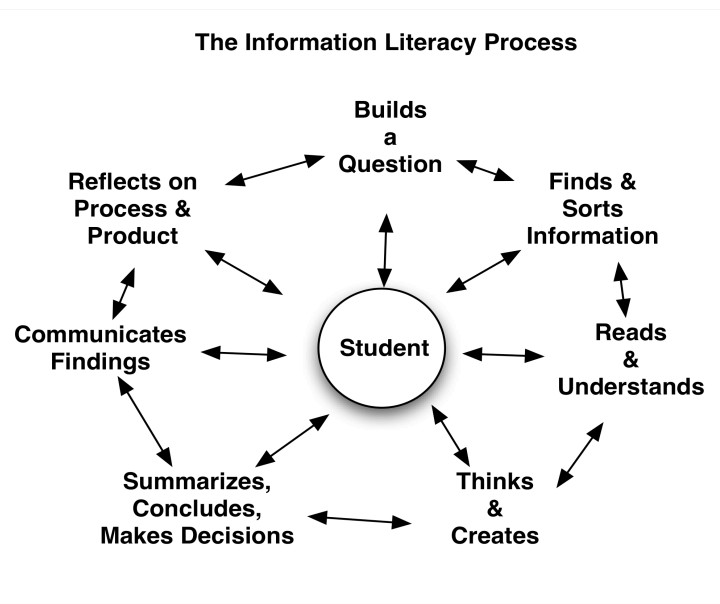 The Information Literacy Process
Builds
a
Question
Finds &
Sorts
Information
Reads
&
Understands
Thinks
&
Creates
Summarizes,
Concludes,
Makes Decisions
Communicates
Findings
Reflects on
Process &
Product
Student